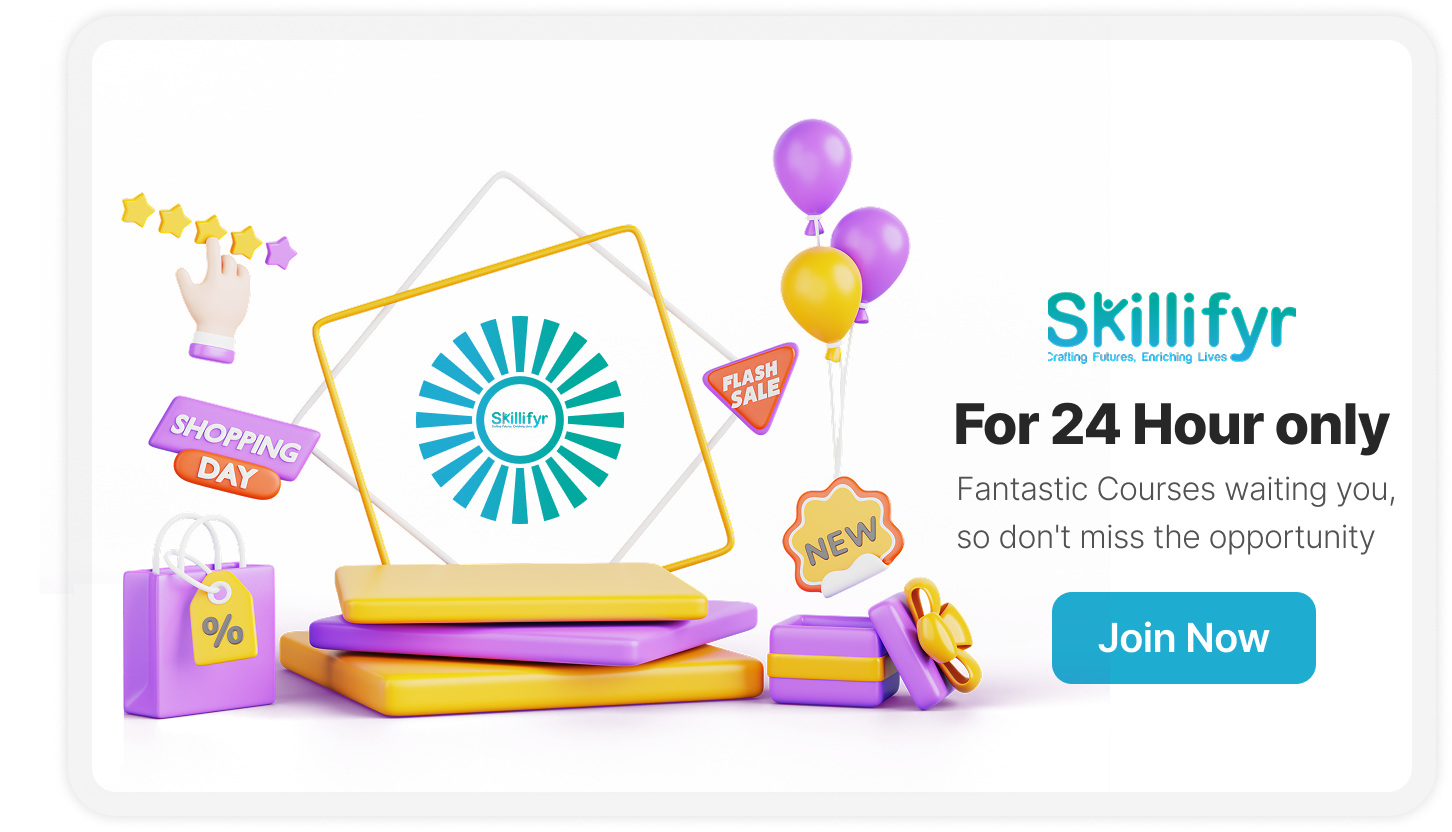 SHOPPING
DAY
%
Skillifyr
FLASH
SALE
NEW
Skillifyr
Crafting Futures, Enriching Lives
For 24 Hour only
Fantastic Courses waiting you,
so don't miss the opportunity
Join Now